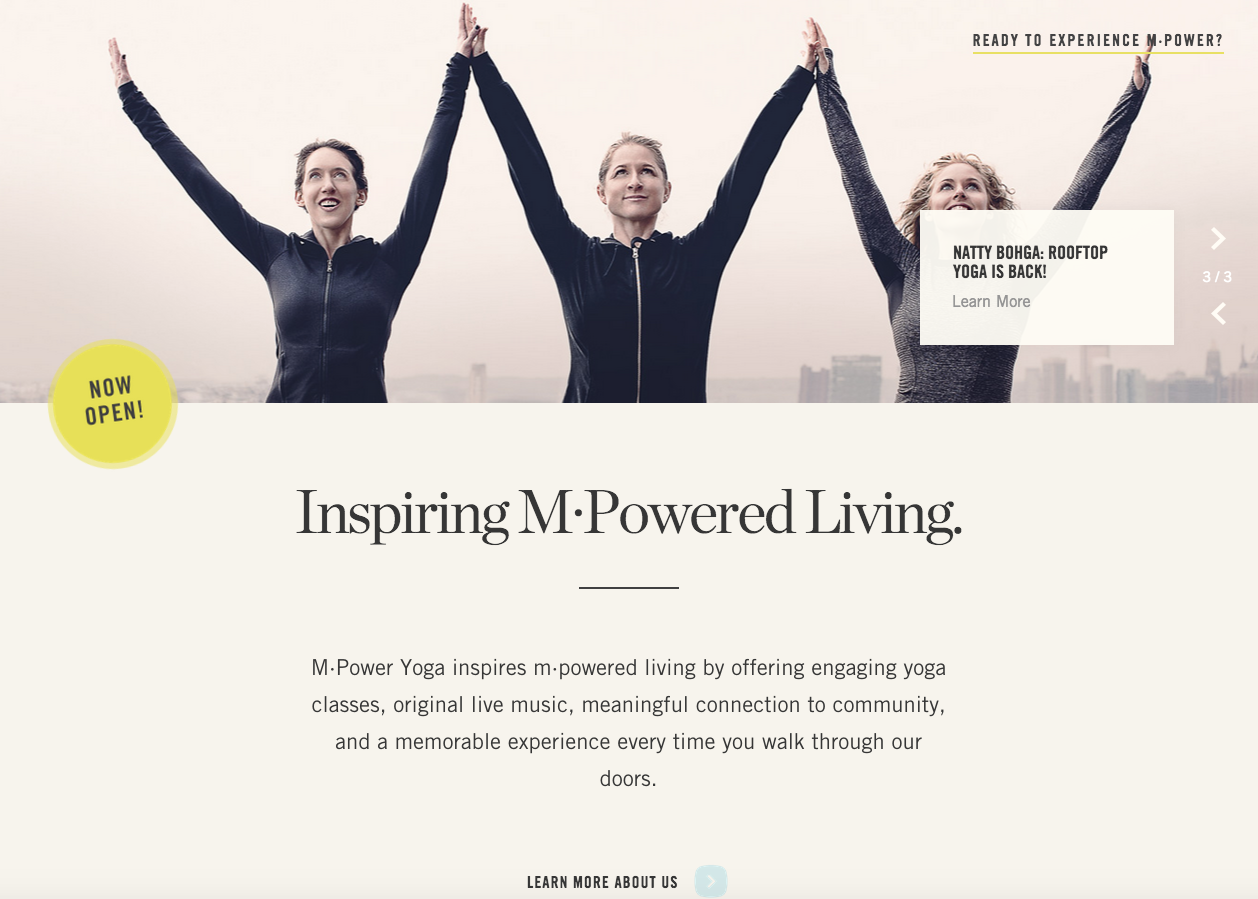 READY TO EXPERIENCE M·POWER?
NATTY BOHGA: ROOFTOP
YOGA IS BACK!
Learn More
3 / 3
NOW
OPEN!
Inspiring M·Powered Living.
M·Power Yoga inspires m·powered living by offering engaging yoga
classes, original live music, meaningful connection to community,
and a memorable experience every time you walk through our
doors.
LEARN MORE ABOUT US